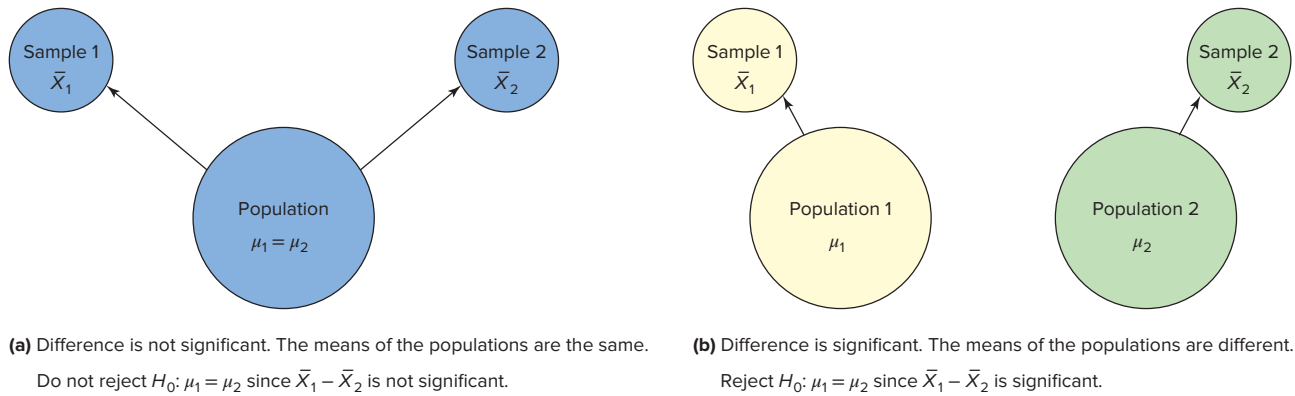 Sample 1
X̄₁
Sample 2
X̄₂
Population
μ₁ = μ₂
(a) Difference is not significant. The means of the populations are the same.
Do not reject H₀: μ₁ = μ₂ since X̄₁ – X̄₂ is not significant.
Sample 1
X̄₁
Sample 2
X̄₂
Population 1
μ₁
Population 2
μ₂
(b) Difference is significant. The means of the populations are different.
Reject H₀: μ₁ = μ₂ since X̄₁ – X̄₂ is significant.